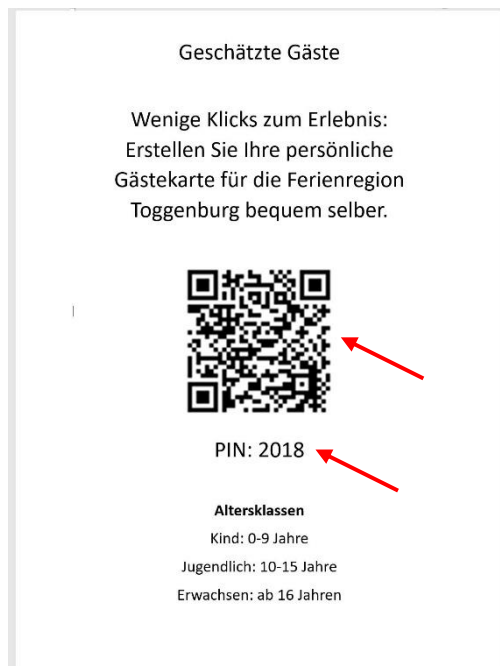 Geschätzte Gäste
Wenige Klicks zum Erlebnis:
Erstellen Sie Ihre persönliche
Gästekarte für die Ferienregion
Toggenburg bequem selber.
PIN: 2018
Altersklassen
Kind: 0-9 Jahre
Jugendlich: 10-15 Jahre
Erwachsen: ab 16 Jahren